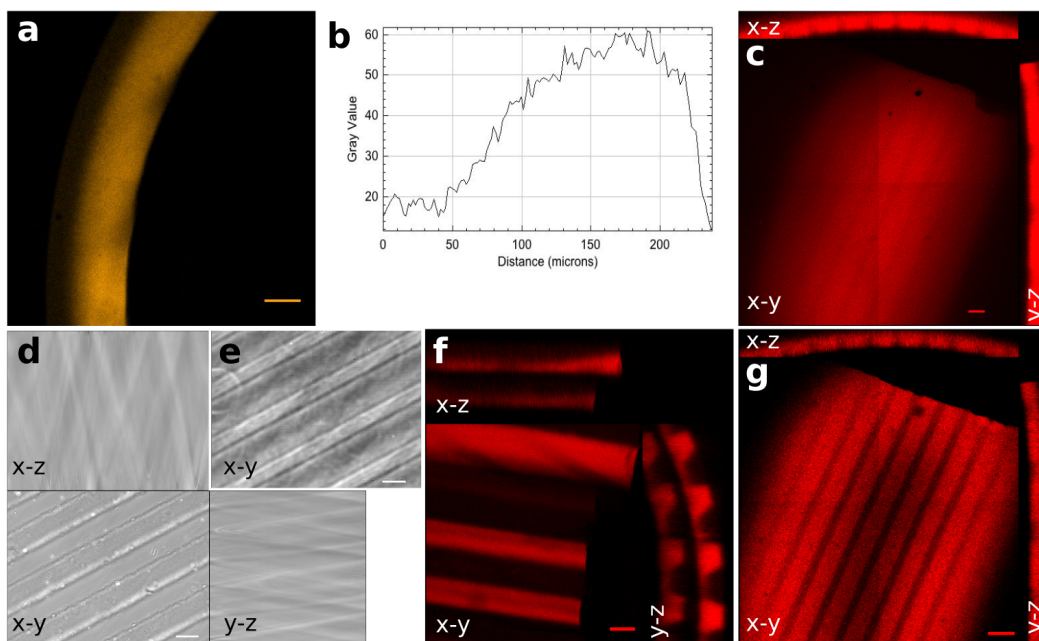 a
b
60
50
40
30
20
Gray Value
0
50
100
150
200
Distance (microns)
x-z
c
x-y
y-z
d
x-z
e
x-y
x-y
y-z
f
x-z
x-y
y-z
x-z
g
x-y
y-z